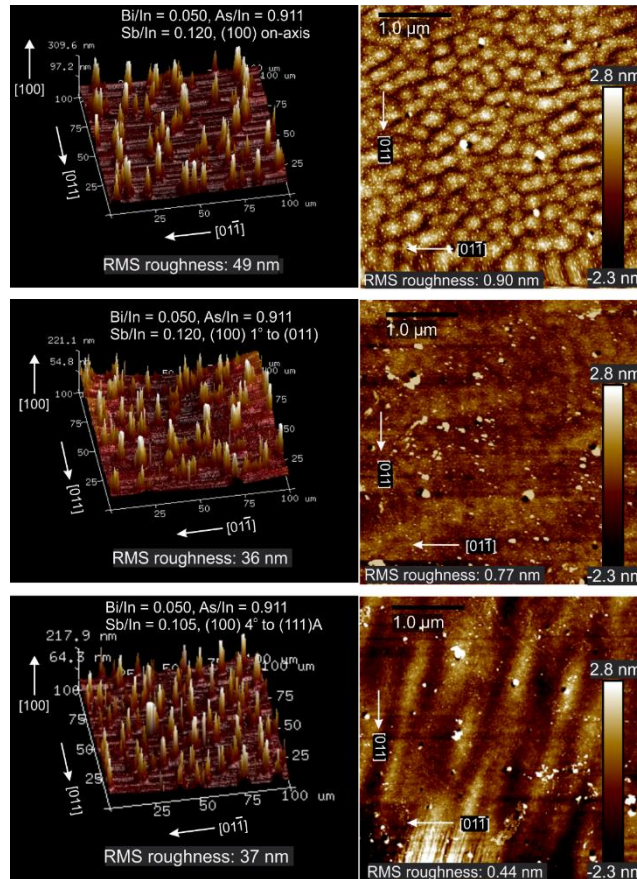 Bi/In = 0.050, As/In = 0.911
Sb/In = 0.120, (100) on-axis
309.6 nm
97.2 nm
[100]
100
75
50
25
[011]
100 um
75
50
25
25
50
75
100
um
[011̄]
RMS roughness: 49 nm
1.0 µm
[011]
[011̄]
RMS roughness: 0.90 nm
2.8 nm
-2.3 nm
Bi/In = 0.050, As/In = 0.911
Sb/In = 0.120, (100) 1° to (011)
221.1 nm
54.8 nm
[100]
100
75
50
25
[011]
50
75
50
25
25
50
75
100 um
[011̄]
RMS roughness: 36 nm
1.0 µm
[011]
[011̄]
RMS roughness: 0.77 nm
2.8 nm
-2.3 nm
Bi/In = 0.050, As/In = 0.911
Sb/In = 0.105, (100) 4° to (111)A
217.9 nm
[100]
100
75
50
25
[011]
100 um
75
50
25
25
50
75
100 um
[011̄]
RMS roughness: 37 nm
1.0 µm
[011]
[011̄]
RMS roughness: 0.44 nm
2.8 nm
-2.3 nm